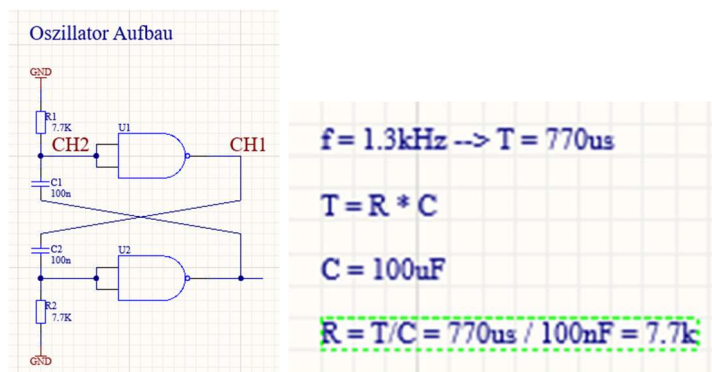 Oszillator Aufbau
GND
R1
7.7K
CH2
U1
CH1
C1
100n
C2
100n
U2
R2
7.7K
GND
f = 1.3kHz --> T = 770us
T = R * C
C = 100uF
R = T/C = 770us / 100nF = 7.7k